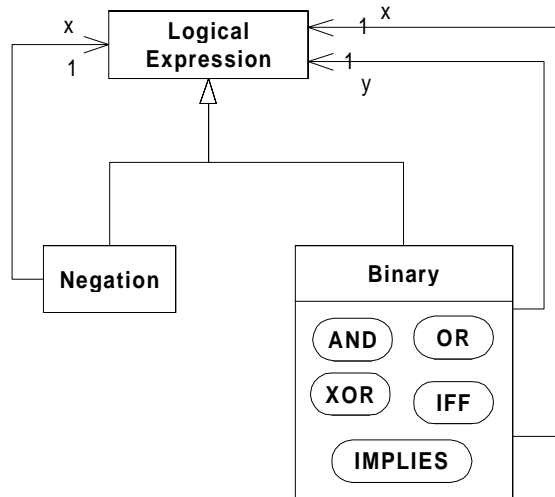 x
Logical
Expression
1
x
1
1
y
Negation
Binary
AND
OR
XOR
IFF
IMPLIES